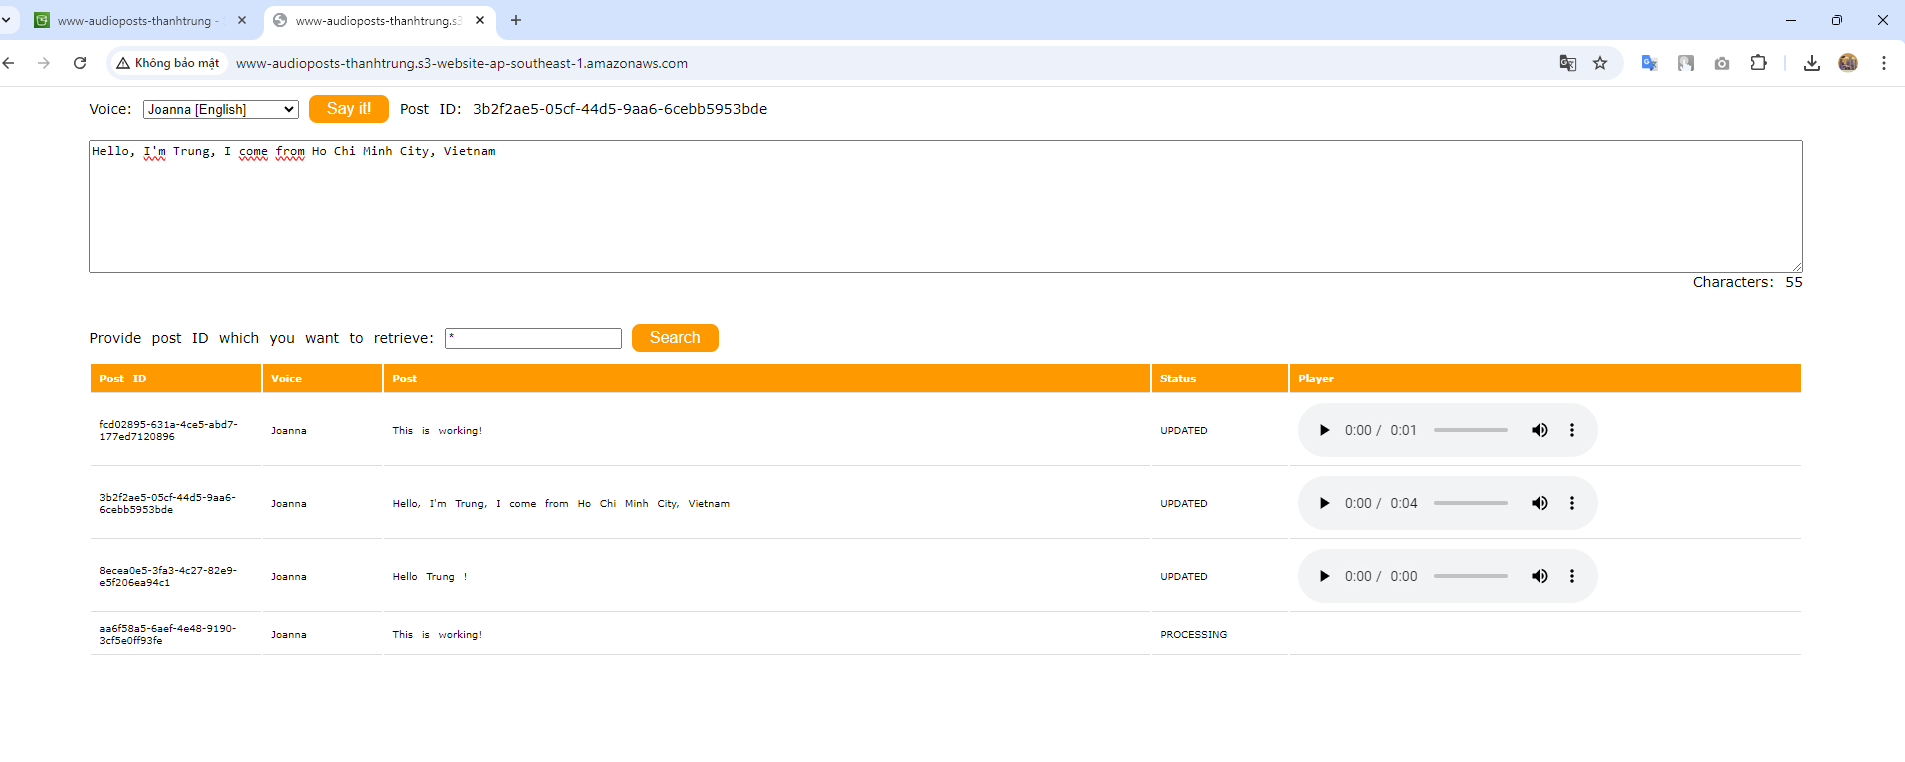 www-audioposts-thanhtrung -
www-audioposts-thanhtrung.s3
Không bảo mật
www-audioposts-thanhtrung.s3-website-ap-southeast-1.amazonaws.com
Voice: Joanna [English] Say it! Post ID: 3b2f2ae5-05cf-44d5-9aa6-6cebb5953bde
Hello, I'm Trung, I come from Ho Chi Minh City, Vietnam
Characters: 55
Provide post ID which you want to retrieve: * Search
Post ID Voice Post Status Player
fcd02895-631a-4ce5-abd7-
177ed7120896
Joanna This is working! UPDATED 0:00 / 0:01
3b2f2ae5-05cf-44d5-9aa6-
6cebb5953bde
Joanna Hello, I'm Trung, I come from Ho Chi Minh City, Vietnam UPDATED 0:00 / 0:04
8ecea0e5-3fa3-4c27-82e9-
e5f206ea94c1
Joanna Hello Trung ! UPDATED 0:00 / 0:00
aa6f58a5-6aef-4e48-9190-
3cf5e0ff93fe
Joanna This is working! PROCESSING